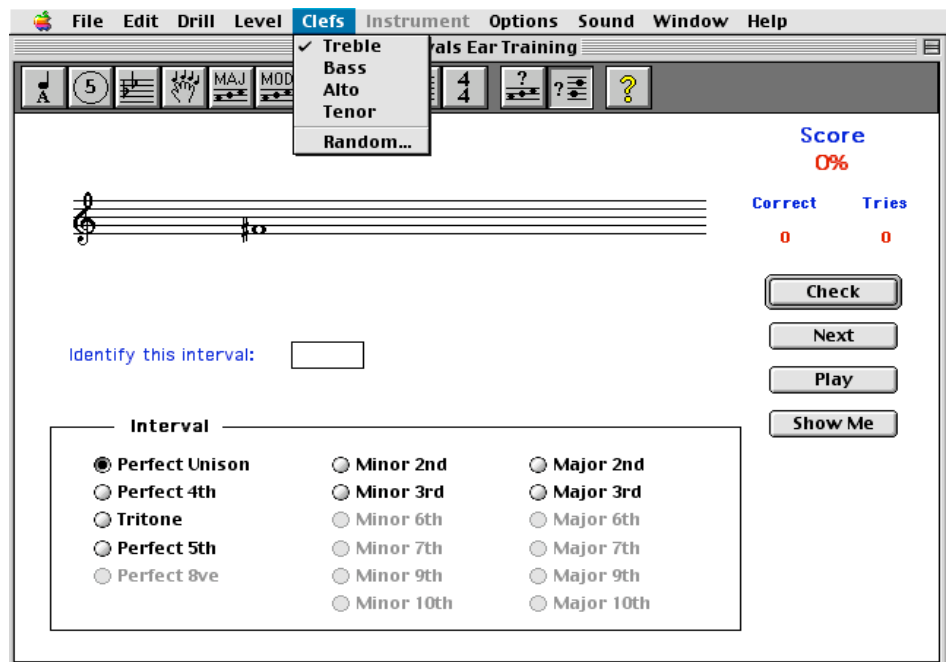 File Edit Drill Level Clefs Instrument Options Sound Window Help
vals Ear Training
Treble
Bass
Alto
Tenor
Random...
A 5 MAJ MOD 4 4 ? ? ?
Score
0%
Correct Tries
0 0
Check
Next
Play
Show Me
Identify this interval:
Interval
Perfect Unison Minor 2nd Major 2nd
Perfect 4th Minor 3rd Major 3rd
Tritone Minor 6th Major 6th
Perfect 5th Minor 7th Major 7th
Perfect 8ve Minor 9th Major 9th
Minor 10th Major 10th